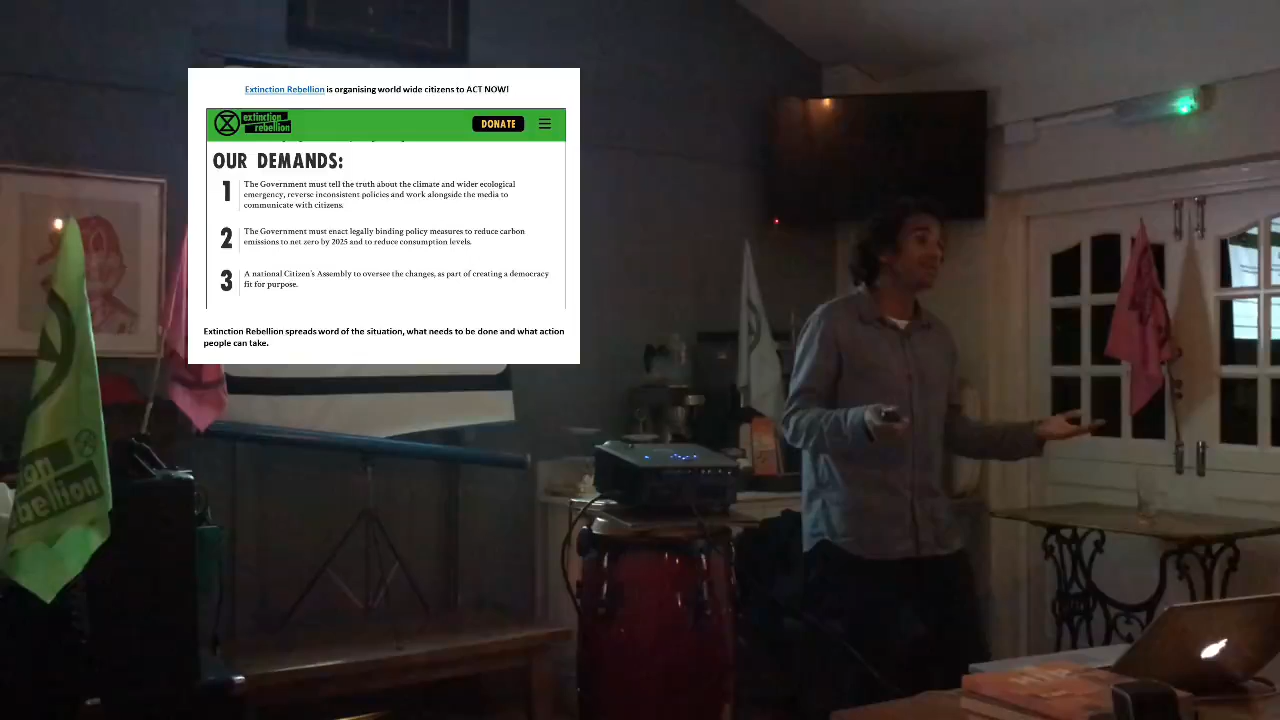 Extinction Rebellion is organising world wide citizens to ACT NOW!
extinction
rebellion
DONATE
OUR DEMANDS:
1
The Government must tell the truth about the climate and wider ecological
emergency, reverse inconsistent policies and work alongside the media to
communicate with citizens.
2
The Government must enact legally binding policy measures to reduce carbon
emissions to net zero by 2025 and to reduce consumption levels.
3
A national Citizen's Assembly to oversee the changes, as part of creating a democracy
fit for purpose.
Extinction Rebellion spreads word of the situation, what needs to be done and what action
people can take.
ion
bellion